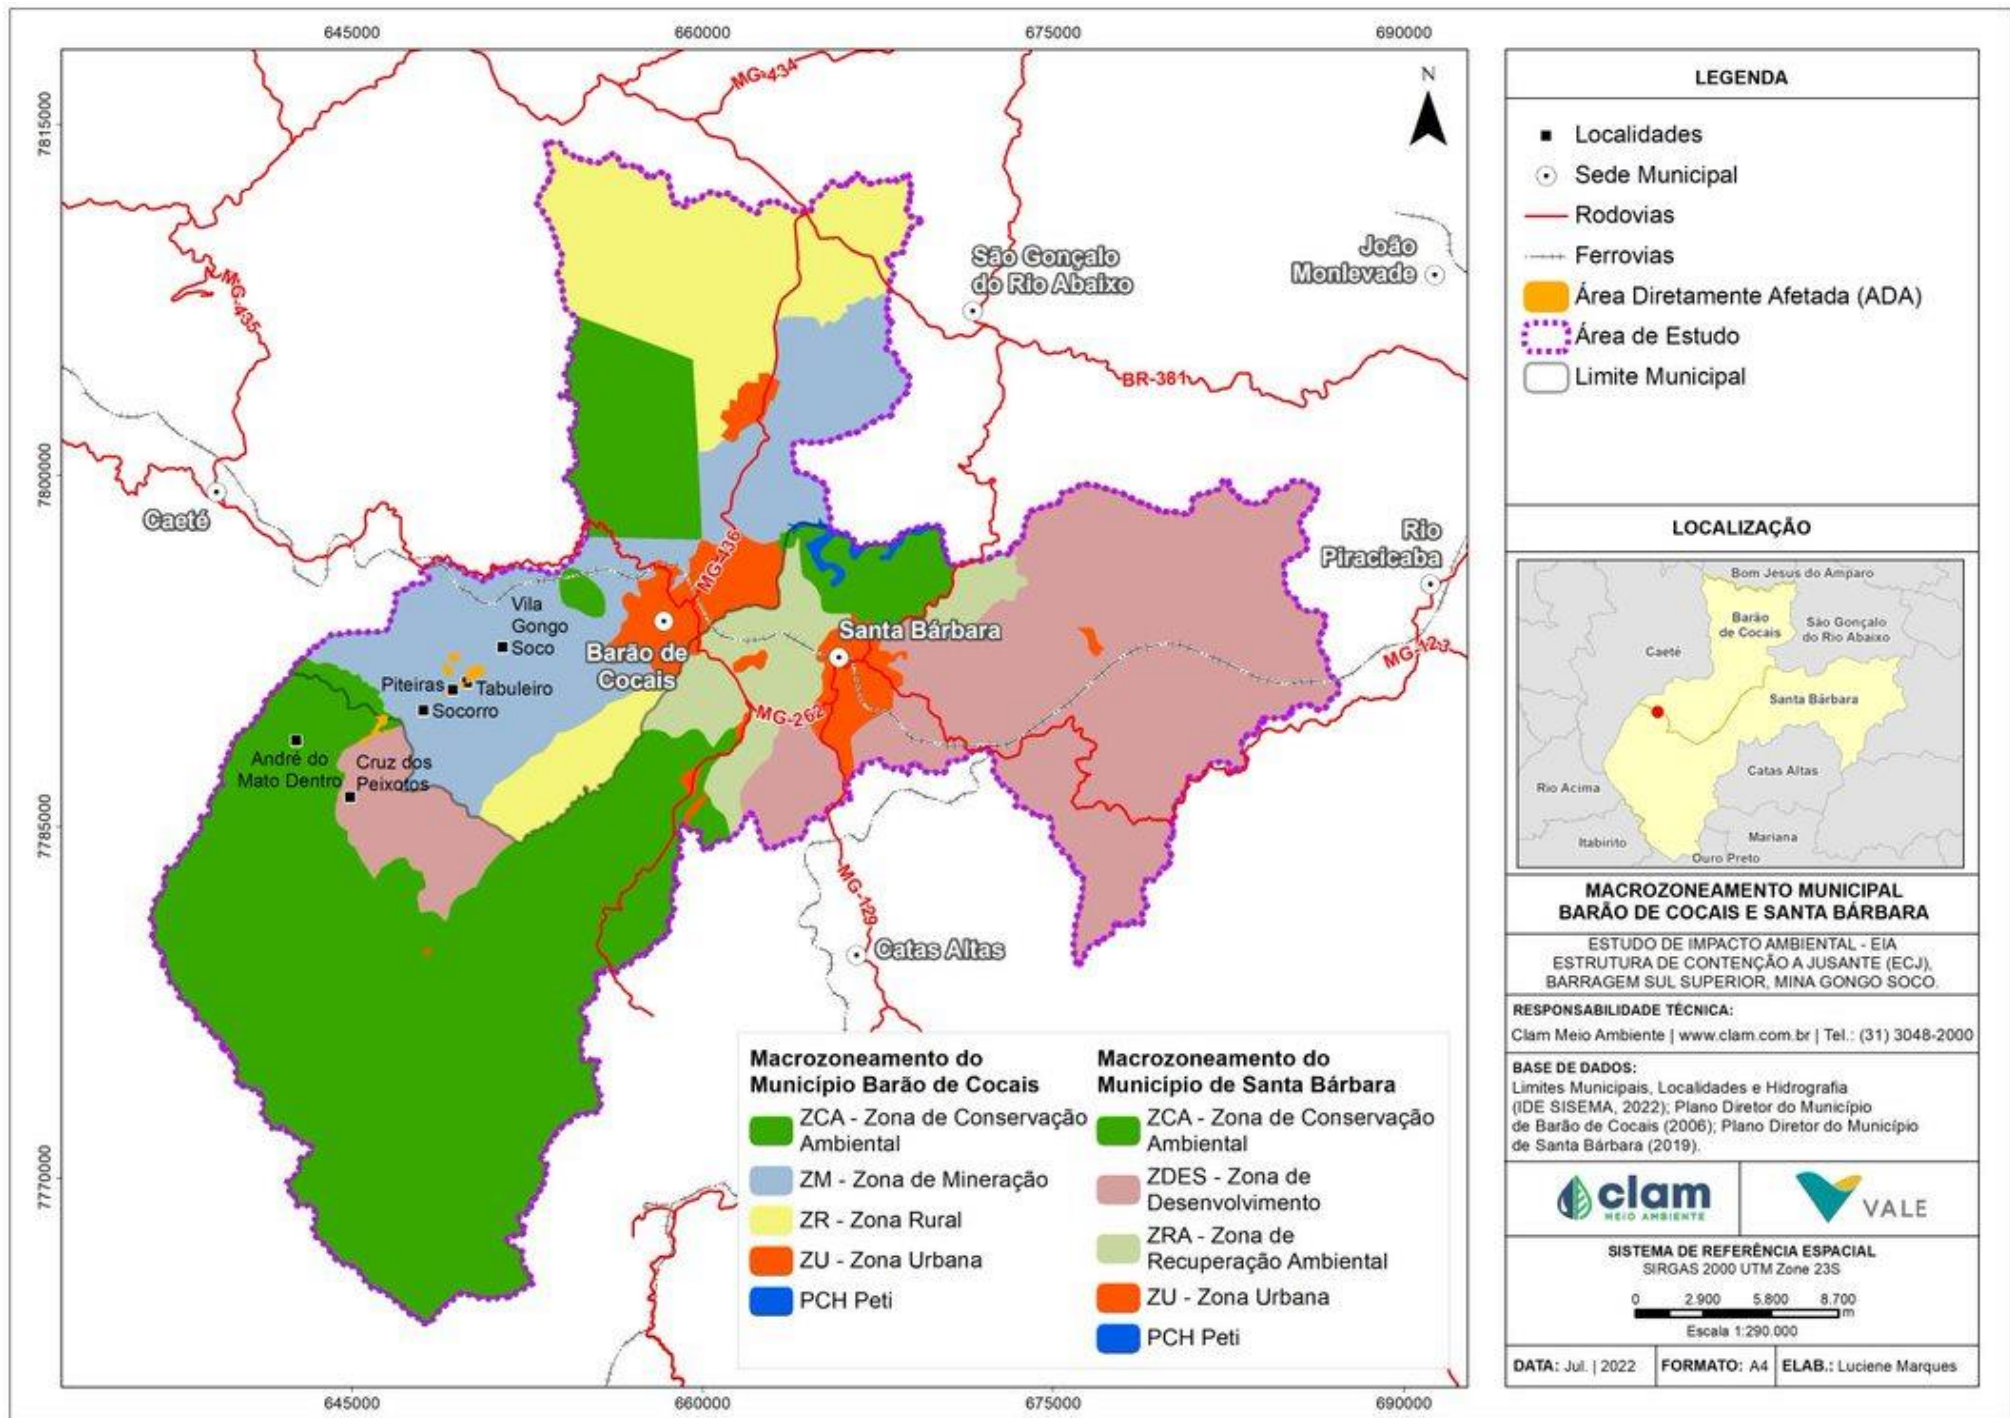 645000
660000
675000
690000
7815000
7800000
7785000
7770000
645000
660000
675000
690000
N
MG-434
MG-435
BR-381
MG-436
MG-262
MG-123
MG-129
São Gonçalo
do Rio Abaixo
João
Monlevade
Caeté
Rio
Piracicaba
Vila
Gongo
Soco
Barão de
Cocais
Santa Bárbara
Piteiras
Tabuleiro
Socorro
André do
Mato Dentro
Cruz dos
Peixotos
Catas Altas
Macrozoneamento do
Município Barão de Cocais
ZCA - Zona de Conservação
Ambiental
ZM - Zona de Mineração
ZR - Zona Rural
ZU - Zona Urbana
PCH Peti
Macrozoneamento do
Município de Santa Bárbara
ZCA - Zona de Conservação
Ambiental
ZDES - Zona de
Desenvolvimento
ZRA - Zona de
Recuperação Ambiental
ZU - Zona Urbana
PCH Peti
LEGENDA
Localidades
Sede Municipal
Rodovias
Ferrovias
Área Diretamente Afetada (ADA)
Área de Estudo
Limite Municipal
LOCALIZAÇÃO
Bom Jesus do Amparo
Barão
de Cocais
São Gonçalo
do Rio Abaixo
Caeté
Santa Bárbara
Catas Altas
Rio Acima
Mariana
Itabirito
Ouro Preto
MACROZONEAMENTO MUNICIPAL
BARÃO DE COCAIS E SANTA BÁRBARA
ESTUDO DE IMPACTO AMBIENTAL - EIA
ESTRUTURA DE CONTENÇÃO A JUSANTE (ECJ),
BARRAGEM SUL SUPERIOR, MINA GONGO SOCO.
RESPONSABILIDADE TÉCNICA:
Clam Meio Ambiente | www.clam.com.br | Tel.: (31) 3048-2000
BASE DE DADOS:
Limites Municipais, Localidades e Hidrografia
(IDE SISEMA, 2022); Plano Diretor do Município
de Barão de Cocais (2006); Plano Diretor do Município
de Santa Bárbara (2019).
clam
MEIO AMBIENTE
VALE
SISTEMA DE REFERÊNCIA ESPACIAL
SIRGAS 2000 UTM Zone 23S
0 2.900 5.800 8.700
m
Escala 1:290.000
DATA: Jul. | 2022
FORMATO: A4
ELAB.: Luciene Marques